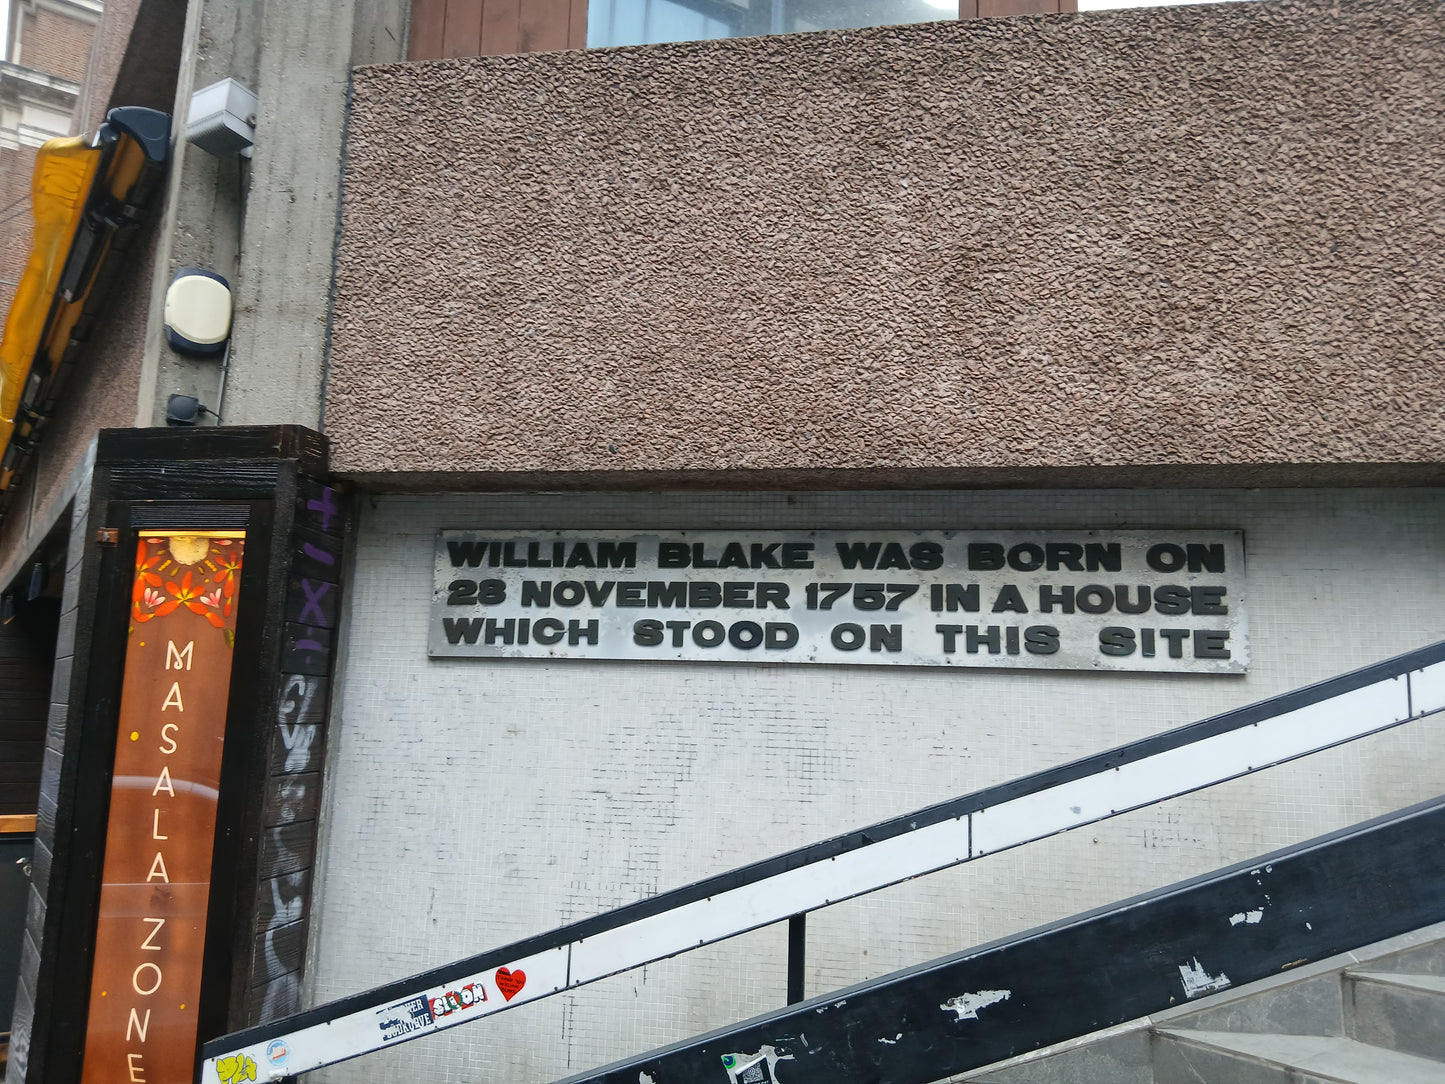 WILLIAM BLAKE WAS BORN ON
28 NOVEMBER 1757 IN A HOUSE
WHICH STOOD ON THIS SITE
MASALA ZONE